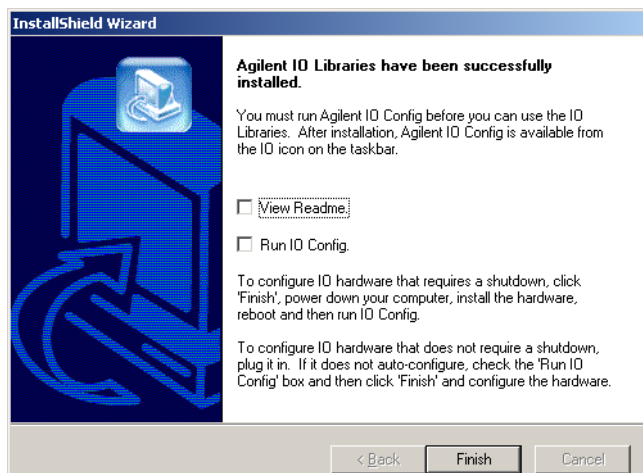 InstallShield Wizard
Agilent IO Libraries have been successfully
installed.
You must run Agilent IO Config before you can use the IO
Libraries. After installation, Agilent IO Config is available from
the IO icon on the taskbar.
View Readme.
Run IO Config.
To configure IO hardware that requires a shutdown, click
'Finish', power down your computer, install the hardware,
reboot and then run IO Config.
To configure IO hardware that does not require a shutdown,
plug it in. If it does not auto-configure, check the 'Run IO
Config' box and then click 'Finish' and configure the hardware.
< Back
Finish
Cancel